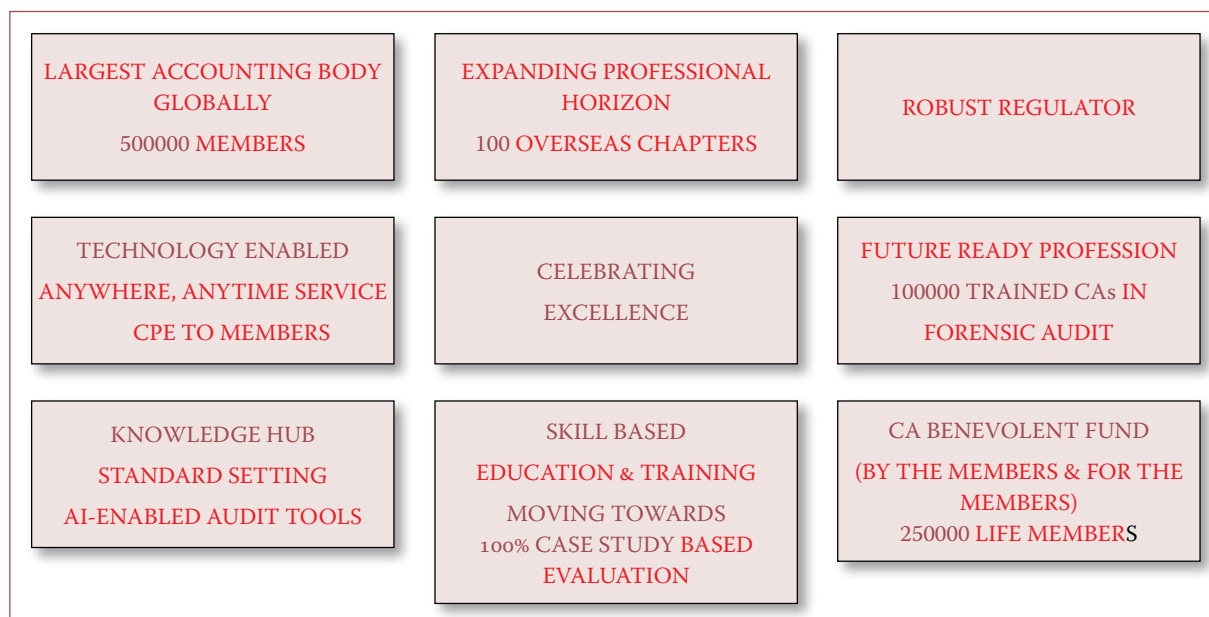 LARGEST ACCOUNTING BODY
GLOBALLY
500000 MEMBERS
EXPANDING PROFESSIONAL
HORIZON
100 OVERSEAS CHAPTERS
ROBUST REGULATOR
TECHNOLOGY ENABLED
ANYWHERE, ANYTIME SERVICE
CPE TO MEMBERS
CELEBRATING
EXCELLENCE
FUTURE READY PROFESSION
100000 TRAINED CAs IN
FORENSIC AUDIT
KNOWLEDGE HUB
STANDARD SETTING
AI-ENABLED AUDIT TOOLS
SKILL BASED
EDUCATION & TRAINING
MOVING TOWARDS
100% CASE STUDY BASED
EVALUATION
CA BENEVOLENT FUND
(BY THE MEMBERS & FOR THE
MEMBERS)
250000 LIFE MEMBERS